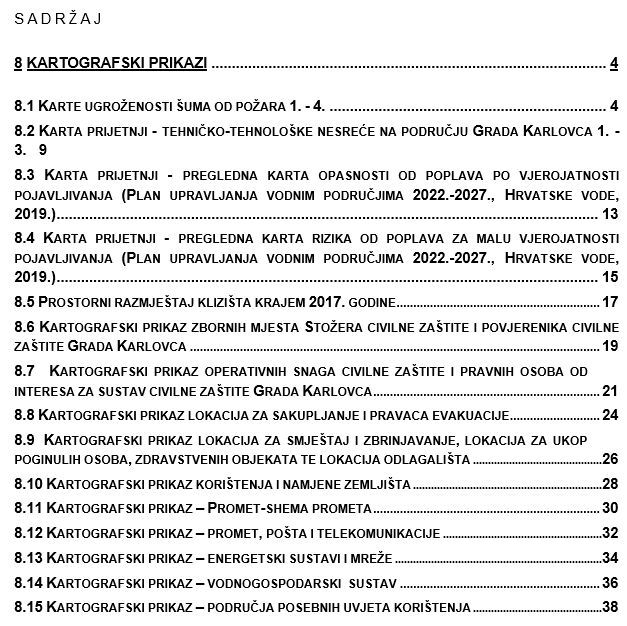 SADRŽAJ
8 KARTOGRAFSKI PRIKAZI ........................................................................................ 4
8.1 KARTE UGROŽENOSTI ŠUMA OD POŽARA 1. - 4. ................................................................ 4
8.2 KARTA PRIJETNJI - TEHNIČKO-TEHNOLOŠKE NESREĆE NA PODRUČJU GRADA KARLOVCA 1. -
3. 9
8.3 KARTA PRIJETNJI - PREGLEDNA KARTA OPASNOSTI OD POPLAVA PO VJEROJATNOSTI
POJAVLJIVANJA (PLAN UPRAVLJANJA VODNIM PODRUČJIMA 2022.-2027., HRVATSKE VODE,
2019.)........................................................................................................................ 13
8.4 KARTA PRIJETNJI - PREGLEDNA KARTA RIZIKA OD POPLAVA ZA MALU VJEROJATNOSTI
POJAVLJIVANJA (PLAN UPRAVLJANJA VODNIM PODRUČJIMA 2022.-2027., HRVATSKE VODE,
2019.)........................................................................................................................ 15
8.5 PROSTORNI RAZMJEŠTAJ KLIZIŠTA KRAJEM 2017. GODINE............................................. 17
8.6 KARTOGRAFSKI PRIKAZ ZBORNIH MJESTA STOŽERA CIVILNE ZAŠTITE I POVJERENIKA CIVILNE
ZAŠTITE GRADA KARLOVCA .......................................................................................... 19
8.7 KARTOGRAFSKI PRIKAZ OPERATIVNIH SNAGA CIVILNE ZAŠTITE I PRAVNIH OSOBA OD
INTERESA ZA SUSTAV CIVILNE ZAŠTITE GRADA KARLOVCA.................................................. 21
8.8 KARTOGRAFSKI PRIKAZ LOKACIJA ZA SAKUPLJANJE I PRAVACA EVAKUACIJE.................... 24
8.9 KARTOGRAFSKI PRIKAZ LOKACIJA ZA SMJEŠTAJ I ZBRINJAVANJE, LOKACIJA ZA UKOP
POGINULIH OSOBA, ZDRAVSTVENIH OBJEKATA TE LOKACIJA ODLAGALIŠTA ..............................26
8.10 KARTOGRAFSKI PRIKAZ KORIŠTENJA I NAMJENE ZEMLJIŠTA ..........................................28
8.11 KARTOGRAFSKI PRIKAZ – PROMET-SHEMA PROMETA.................................................... 30
8.12 KARTOGRAFSKI PRIKAZ – PROMET, POŠTA I TELEKOMUNIKACIJE .................................. 32
8.13 KARTOGRAFSKI PRIKAZ – ENERGETSKI SUSTAVI I MREŽE .............................................. 34
8.14 KARTOGRAFSKI PRIKAZ – VODNOGOSPODARSKI SUSTAV .............................................. 36
8.15 KARTOGRAFSKI PRIKAZ – PODRUČJA POSEBNIH UVJETA KORIŠTENJA ............................38